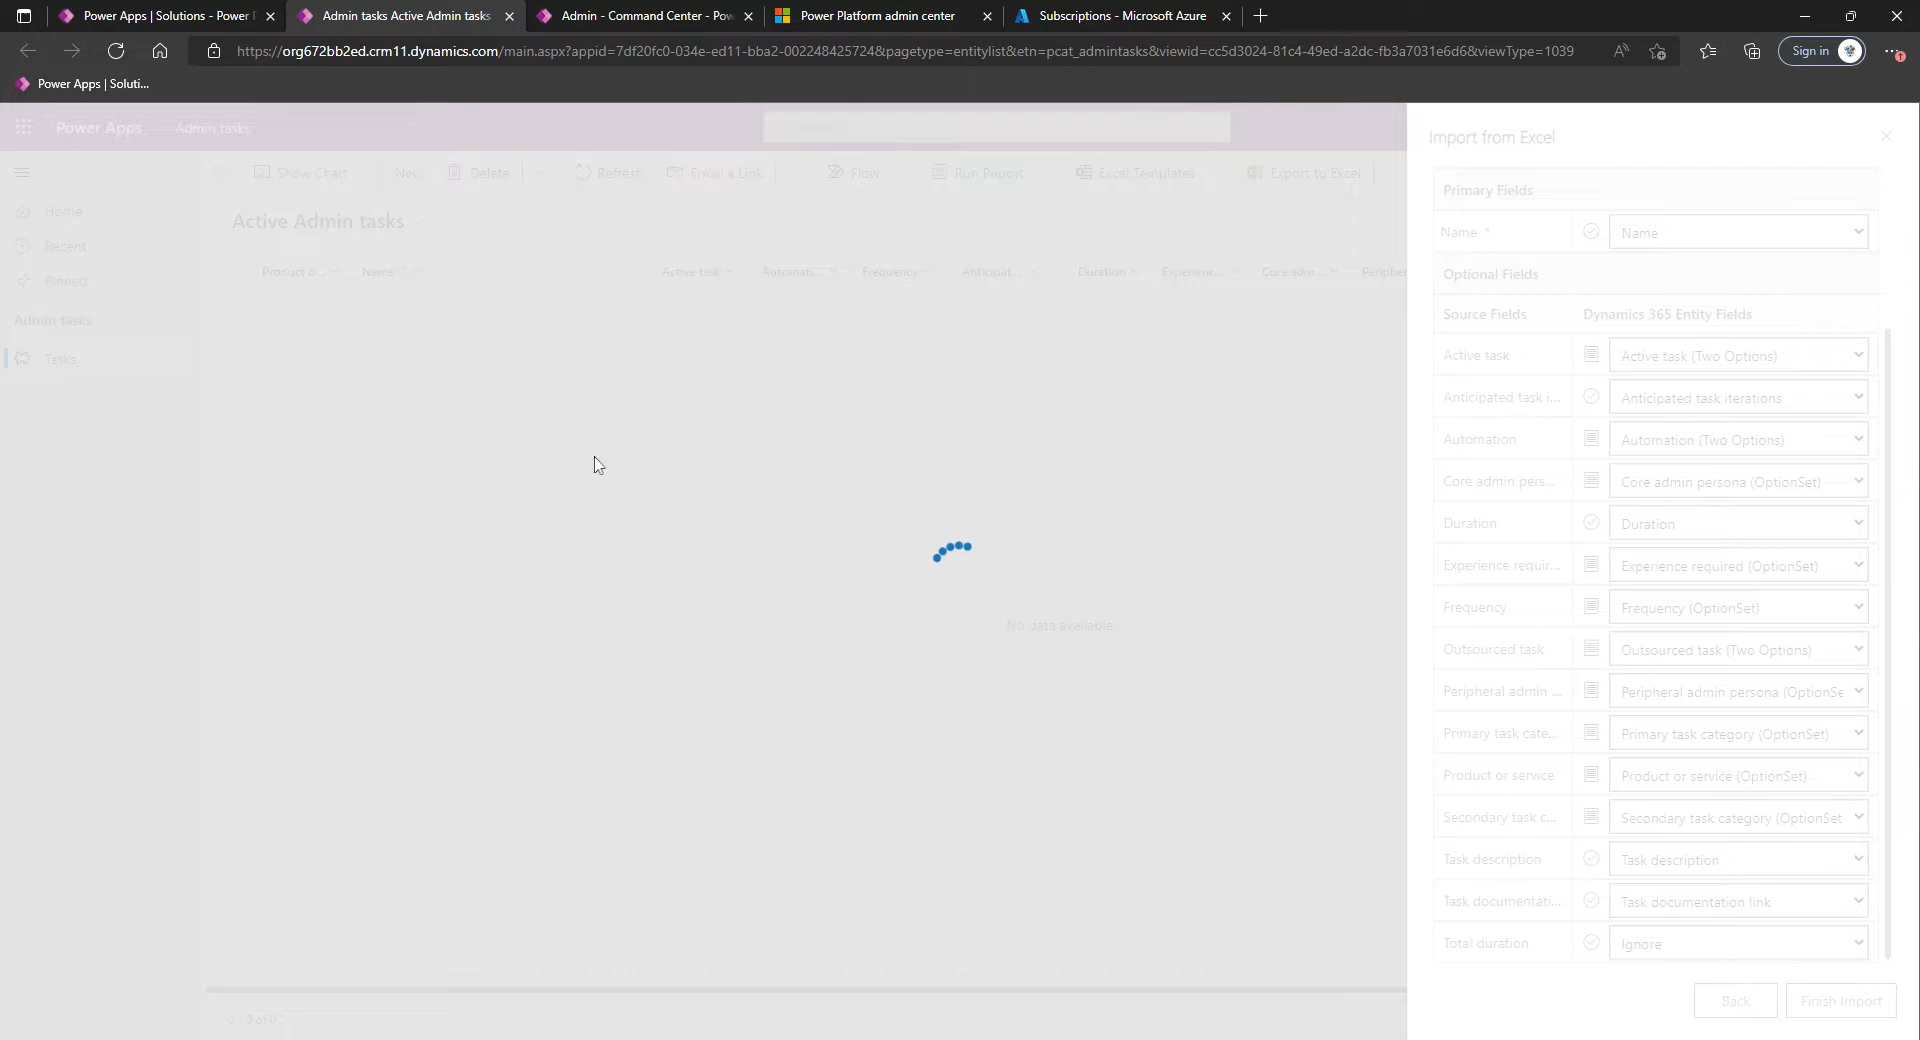 Power Apps | Solutions - Power P
Admin tasks Active Admin tasks
Admin - Command Center - Pow
Power Platform admin center
Subscriptions - Microsoft Azure
https://org672bb2ed.crm11.dynamics.com/main.aspx?appid=7df20fc0-034e-ed11-bba2-002248425724&pagetype=entitylist&etn=pcat_admintasks&viewid=cc5d3024-81c4-49ed-a2dc-fb3a7031e6d6&viewType=1039
Sign in
Power Apps | Soluti...
Power Apps
Admin tasks
Show Chart
New
Delete
Refresh
Email a Link
Flow
Run Report
Excel Templates
Export to Excel
Home
Recent
Pinned
Admin tasks
Tasks
Active Admin tasks
Product o...
Name
Active task
Automati...
Frequency
Anticipat...
Duration
Experienc...
Core adm...
Peripher
No data available
Import from Excel
Primary Fields
Name *
Name
Optional Fields
Source Fields
Dynamics 365 Entity Fields
Active task
Active task (Two Options)
Anticipated task i...
Anticipated task iterations
Automation
Automation (Two Options)
Core admin pers...
Core admin persona (OptionSet)
Duration
Duration
Experience requir...
Experience required (OptionSet)
Frequency
Frequency (OptionSet)
Outsourced task
Outsourced task (Two Options)
Peripheral admin ...
Peripheral admin persona (OptionSe
Primary task cate...
Primary task category (OptionSet)
Product or service
Product or service (OptionSet)
Secondary task c...
Secondary task category (OptionSet
Task description
Task description
Task documentati...
Task documentation link
Total duration
Ignore
Back
Finish Import